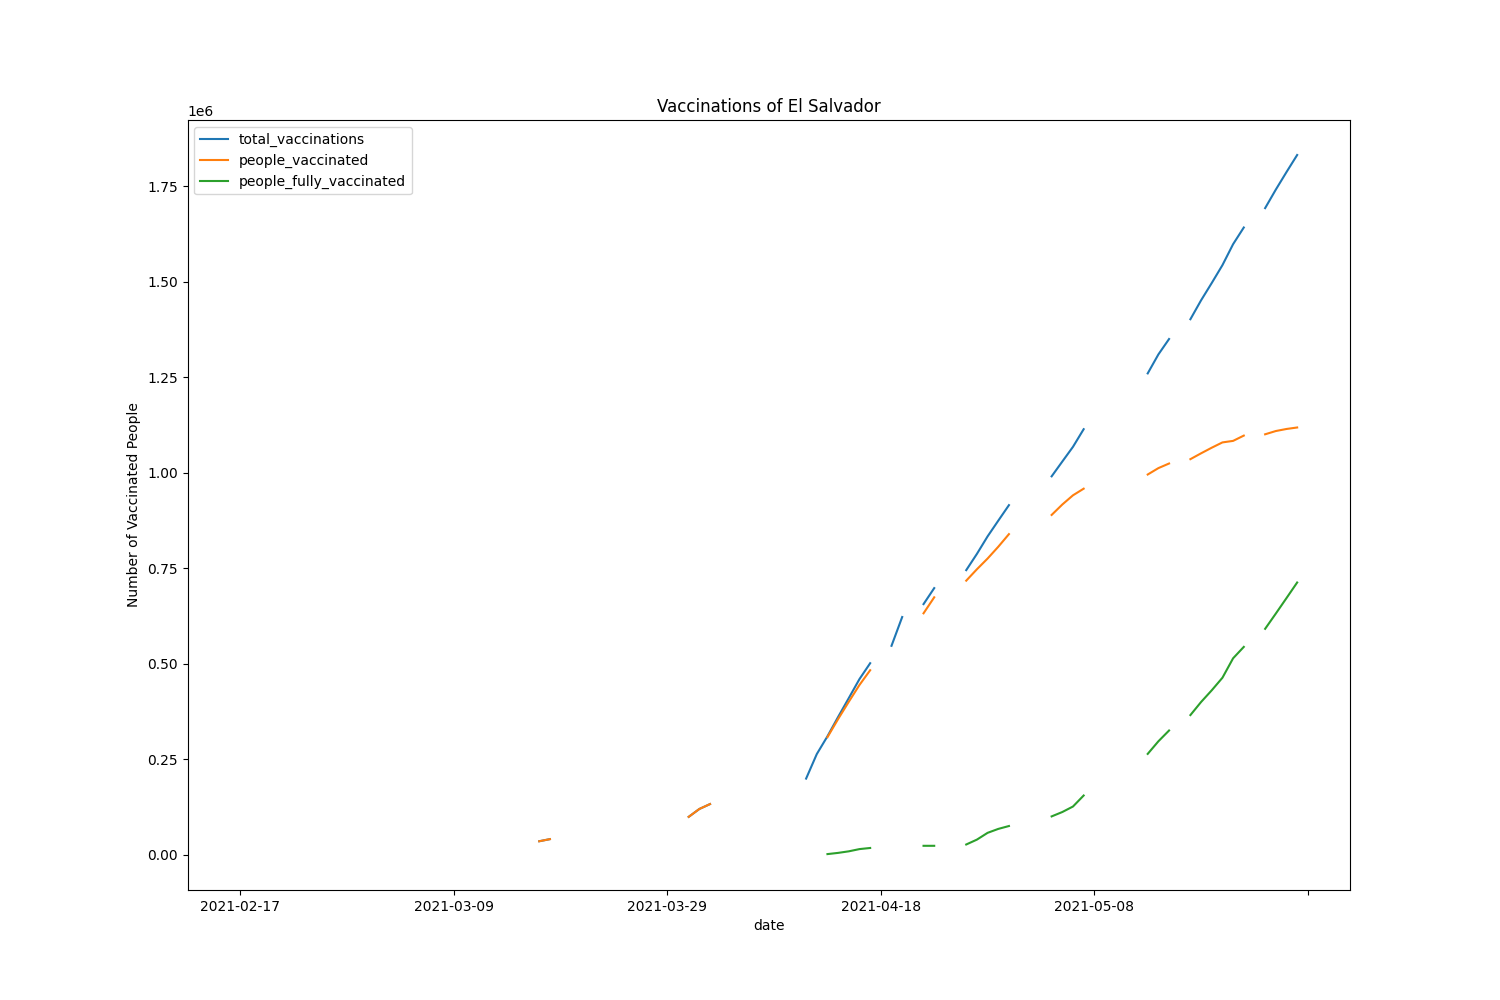 Vaccinations of El Salvador
1e6
total_vaccinations
people_vaccinated
people_fully_vaccinated
1.75
1.50
1.25
1.00
0.75
0.50
0.25
0.00
Number of Vaccinated People
2021-02-17 2021-03-09 2021-03-29 2021-04-18 2021-05-08
date